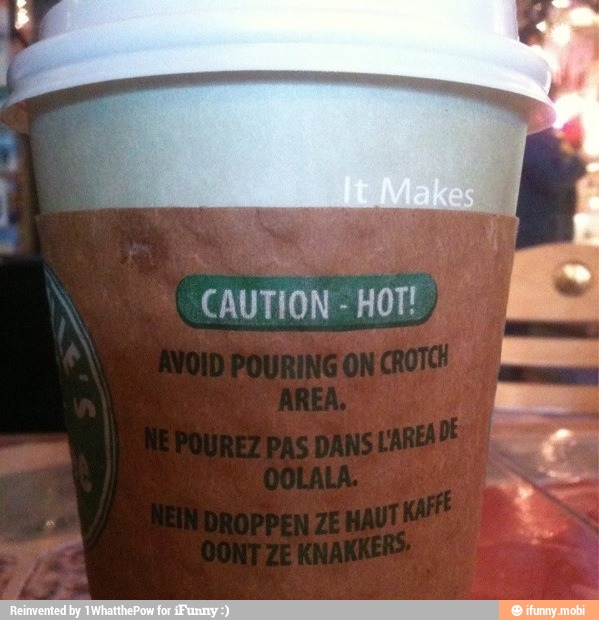 It Makes
CAUTION - HOT!
AVOID POURING ON CROTCH
AREA.
NE POUREZ PAS DANS L'AREA DE
OOLALA.
NEIN DROPPEN ZE HAUT KAFFE
OONT ZE KNAKKERS.
Reinvented by 1WhatthePow for iFunny :)
ifunny.mobi